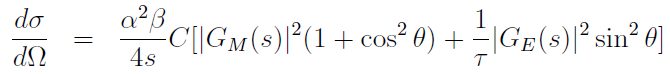 dσ/dΩ = α²β/4s C[|G_M(s)|²(1 + cos² θ) + 1/τ |G_E(s)|² sin² θ]